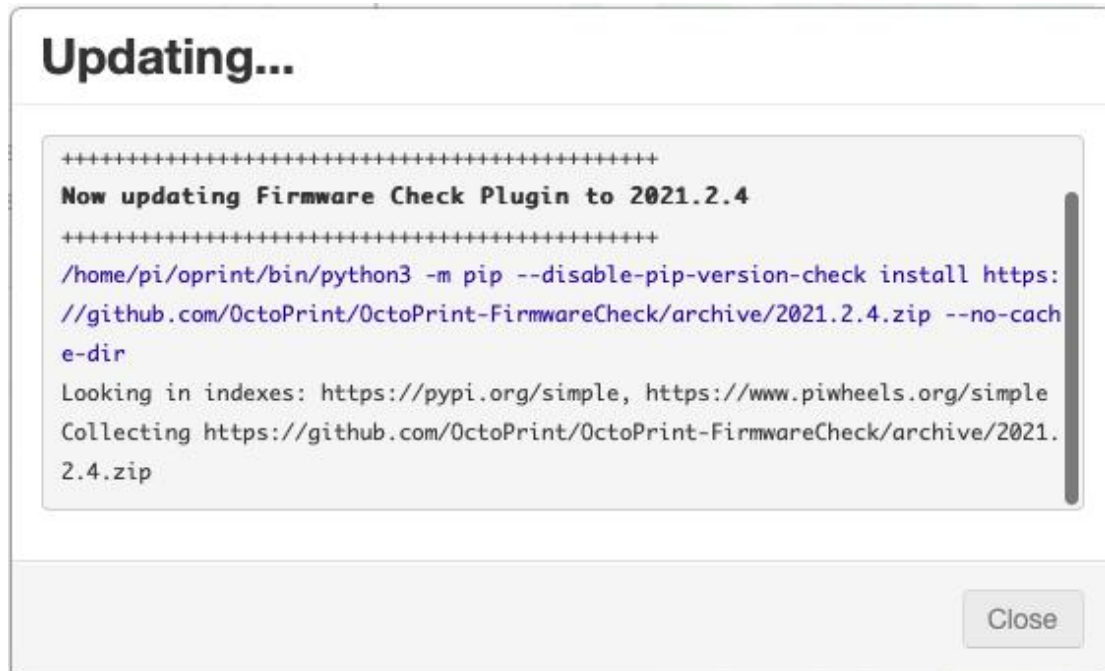 Updating...
++++++++++++++++++++++++++++++++++++++++++++++
Now updating Firmware Check Plugin to 2021.2.4
++++++++++++++++++++++++++++++++++++++++++++++
/home/pi/oprint/bin/python3 -m pip --disable-pip-version-check install https:
//github.com/OctoPrint/OctoPrint-FirmwareCheck/archive/2021.2.4.zip --no-cach
e-dir
Looking in indexes: https://pypi.org/simple, https://www.piwheels.org/simple
Collecting https://github.com/OctoPrint/OctoPrint-FirmwareCheck/archive/2021.
2.4.zip
Close